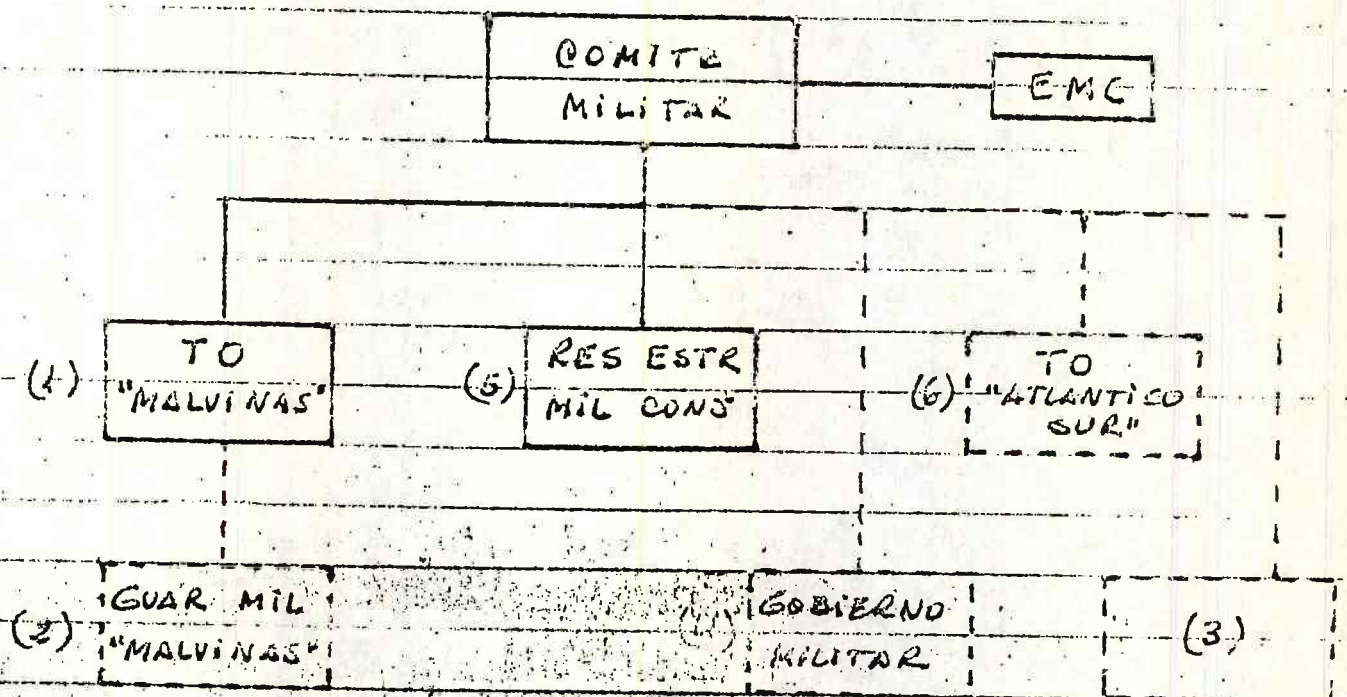 COMITE
MILITAR
EMC
(1)
TO
"MALVINAS"
(5)
RES ESTR
MIL CONJ
(6)
TO
"ATLANTICO
SUR"
(2)
GUAR MIL
"MALVINAS"
GOBIERNO
MILITAR
(3)